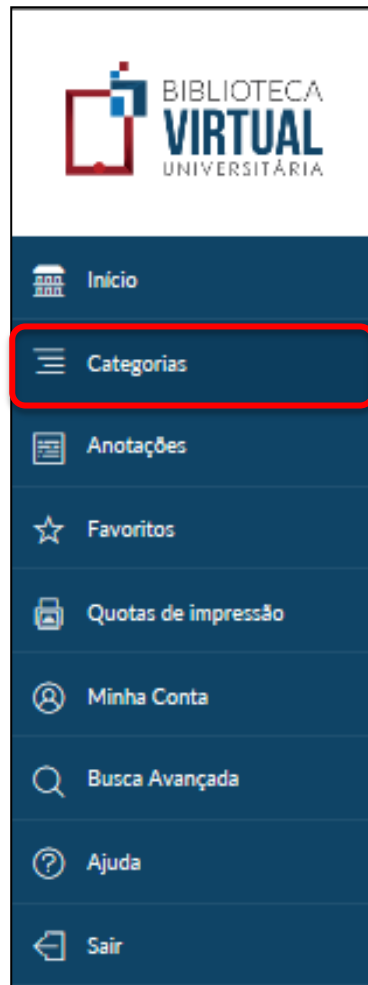 BIBLIOTECA
VIRTUAL
UNIVERSITÁRIA
Início
Categorias
Anotações
Favoritos
Quotas de impressão
Minha Conta
Busca Avançada
Ajuda
Sair